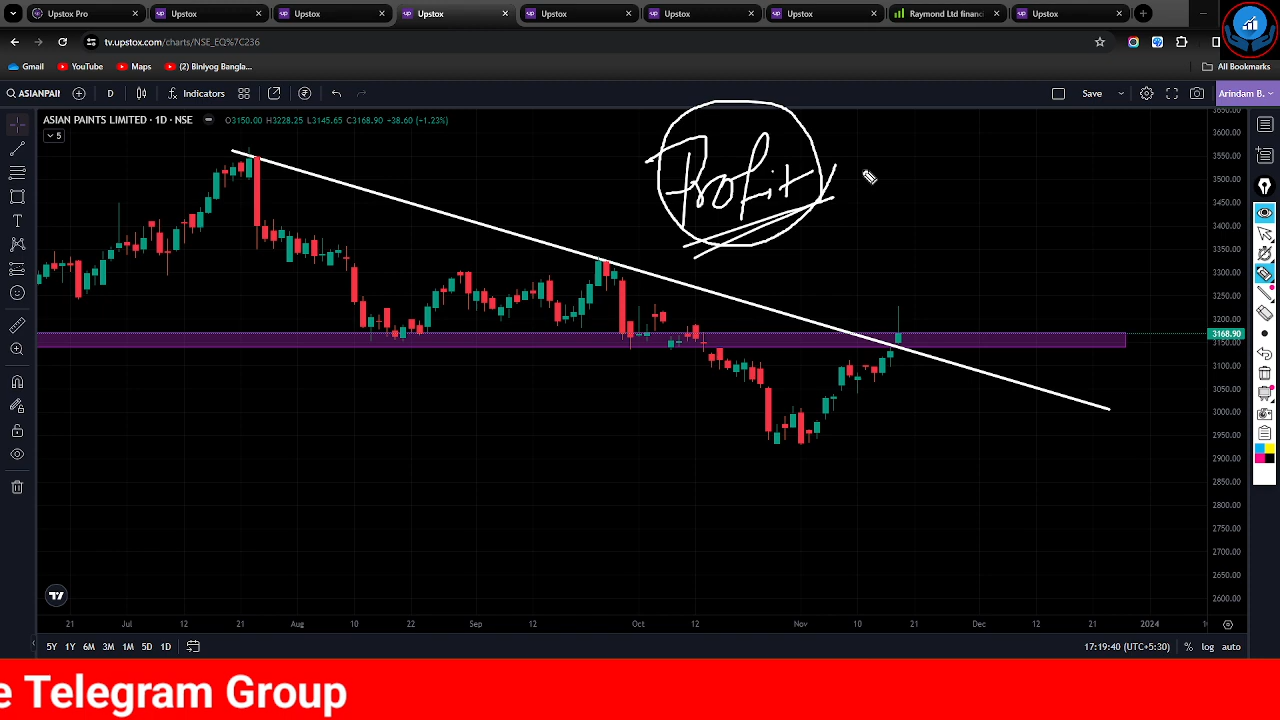 Upstox Pro
Upstox
Upstox
Upstox
Upstox
Upstox
Upstox
Raymond Ltd financi
Upstox
tv.upstox.com/charts/NSE_EQ%7C236
Gmail
YouTube
Maps
(2) Biniyog Bangla...
All Bookmarks
ASIANPAI
D
Indicators
Save
Arindam B.
ASIAN PAINTS LIMITED · 1D · NSE
O3150.00 H3228.25 L3145.65 C3168.90 -38.60 (-1.23%)
5
Profit
3650.00
3600.00
3550.00
3500.00
3450.00
3400.00
3350.00
3300.00
3250.00
3200.00
3168.90
3150.00
3100.00
3050.00
3000.00
2950.00
2900.00
2850.00
2800.00
2750.00
2700.00
2650.00
2600.00
21 Jul 12 21 Aug 10 22 Sep 12 Oct 12 Nov 10 21 Dec 12 21 2024
5Y 1Y 6M 3M 1M 5D 1D
17:19:40 (UTC+5:30) % log auto
e Telegram Group